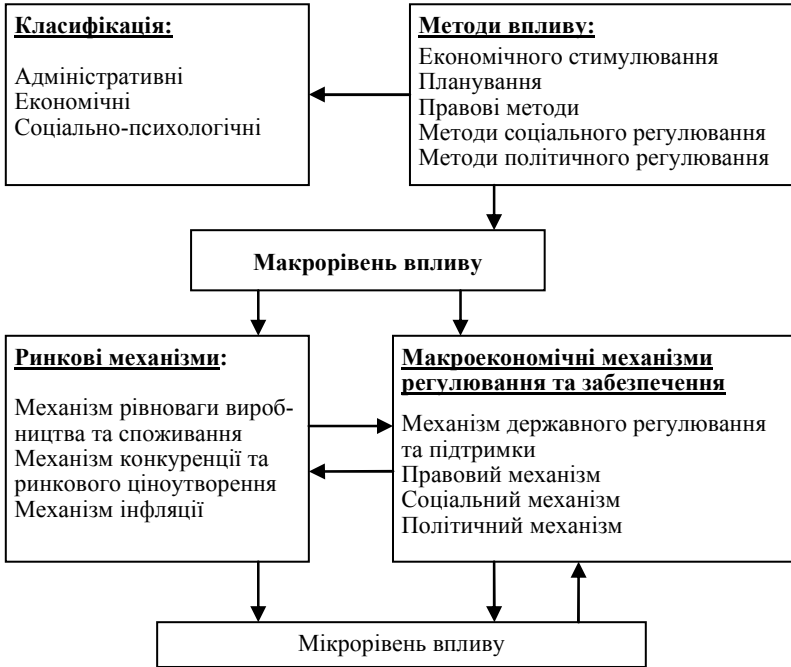 Класифікація:
Адміністративні
Економічні
Соціально-психологічні
Методи впливу:
Економічного стимулювання
Планування
Правові методи
Методи соціального регулювання
Методи політичного регулювання
Макрорівень впливу
Ринкові механізми:
Механізм рівноваги вироб-
ництва та споживання
Механізм конкуренції та
ринкового ціноутворення
Механізм інфляції
Макроекономічні механізми
регулювання та забезпечення
Механізм державного регулювання
та підтримки
Правовий механізм
Соціальний механізм
Політичний механізм
Мікрорівень впливу